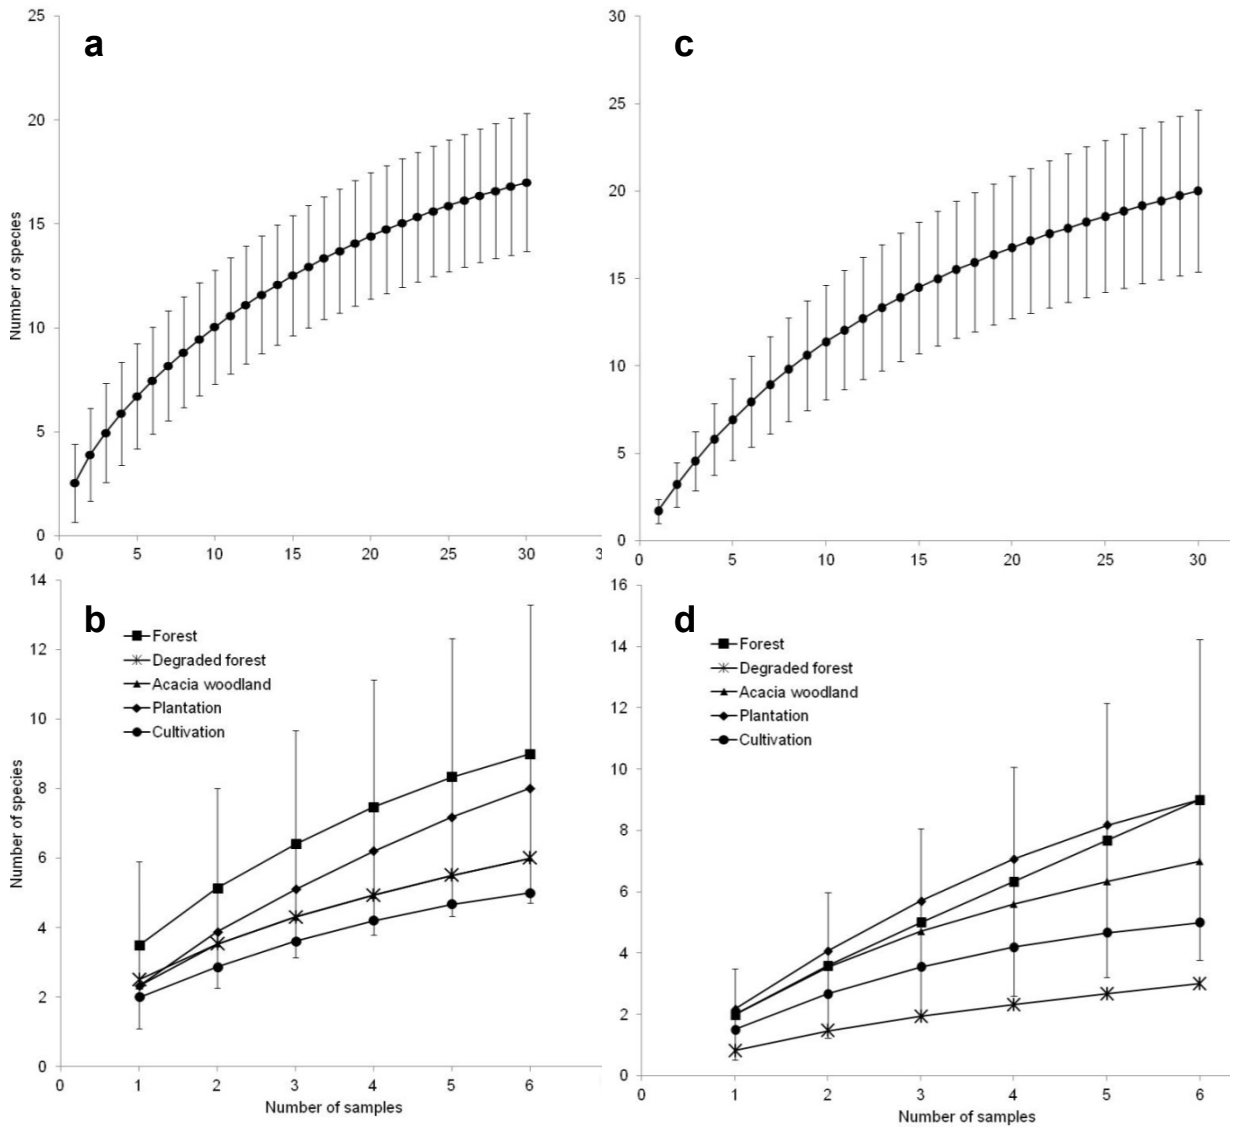 a
25
20
15
10
5
0
Number of species
0 5 10 15 20 25 30 3
c
30
25
20
15
10
5
0
0 5 10 15 20 25 30
b
14
12
10
8
6
4
2
0
Number of species
Forest
Degraded forest
Acacia woodland
Plantation
Cultivation
0 1 2 3 4 5 6
Number of samples
d
16
14
12
10
8
6
4
2
0
Forest
Degraded forest
Acacia woodland
Plantation
Cultivation
0 1 2 3 4 5 6
Number of samples